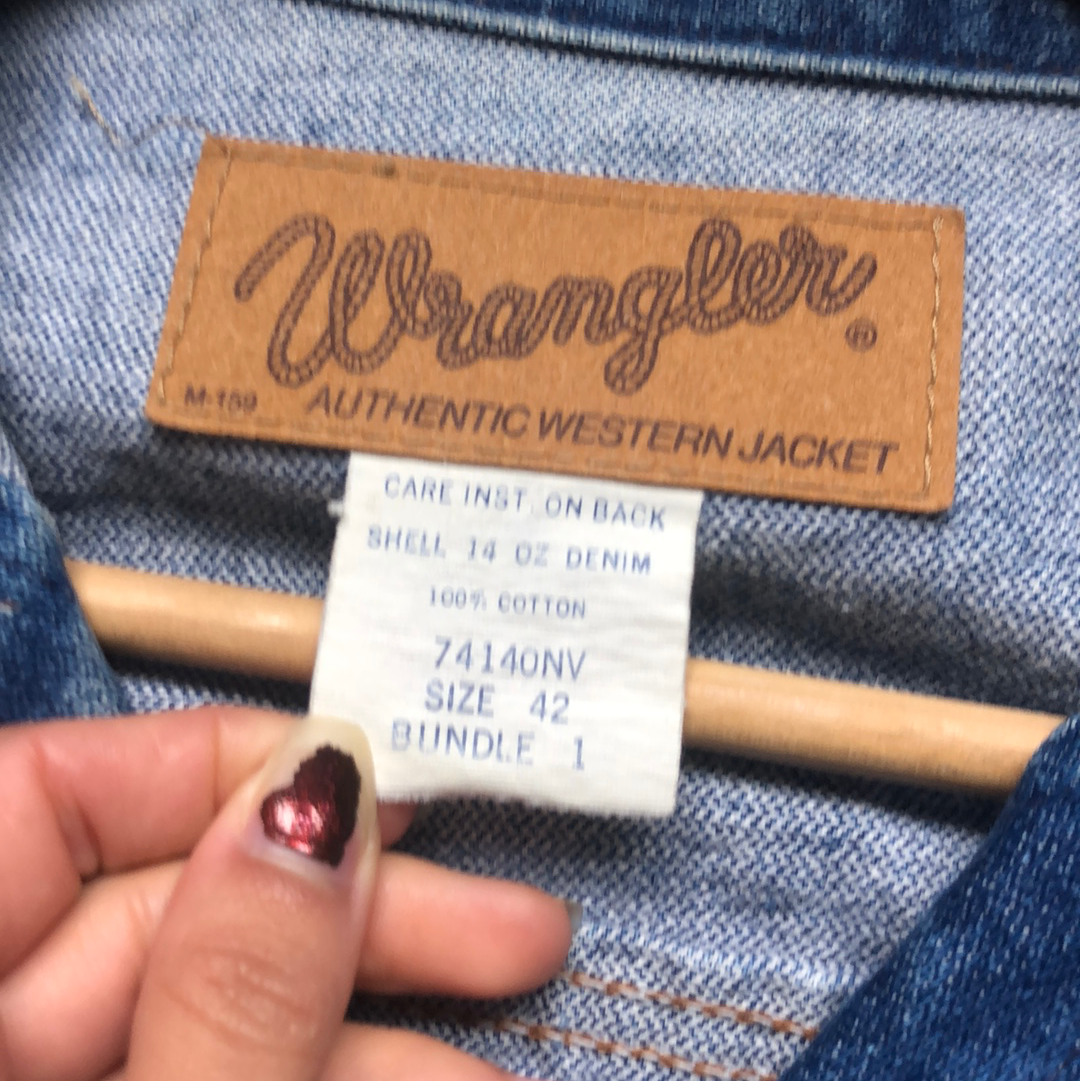 Wrangler®
M-159 AUTHENTIC WESTERN JACKET
CARE INST. ON BACK
SHELL 14 OZ DENIM
100% COTTON
74140NV
SIZE 42
BUNDLE 1